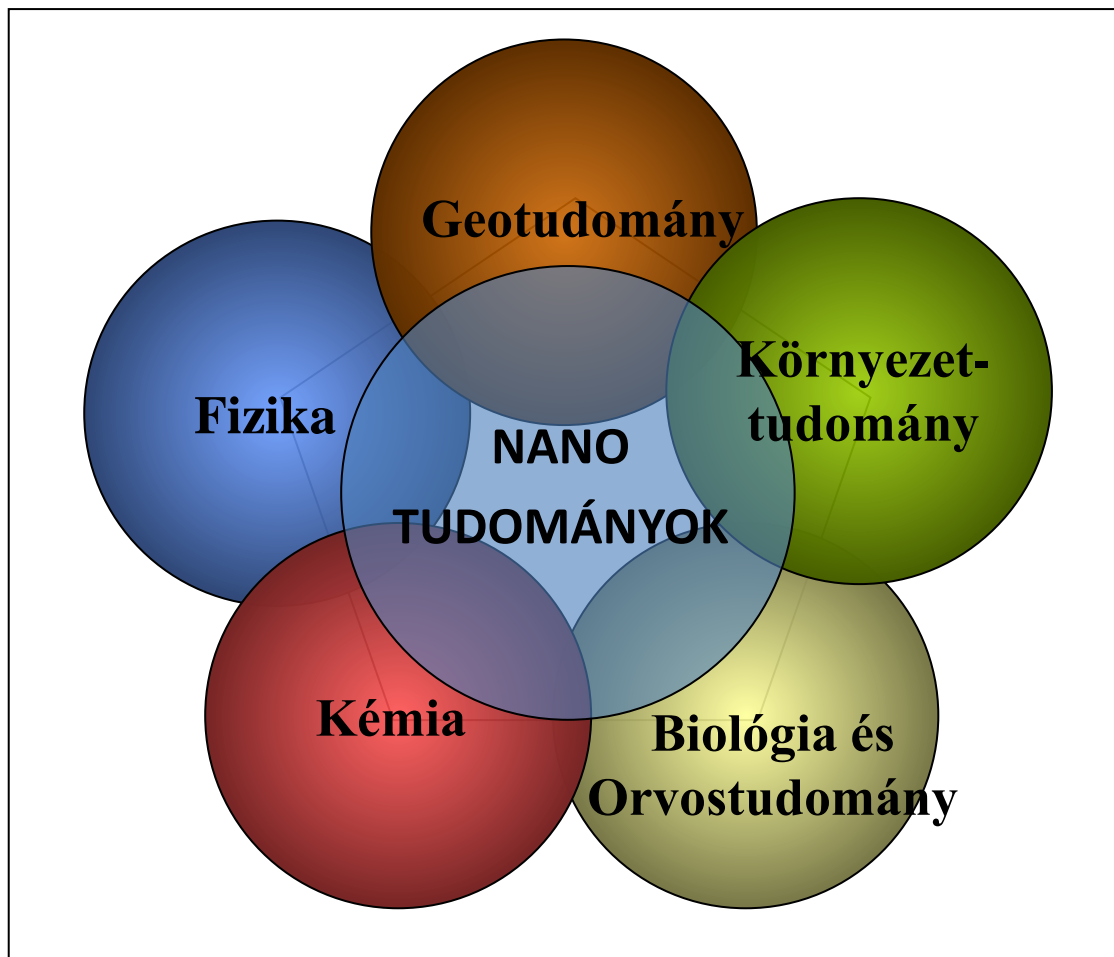 Geotudomány
Környezet-
tudomány
Fizika
NANO
TUDOMÁNYOK
Kémia
Biológia és
Orvostudomány